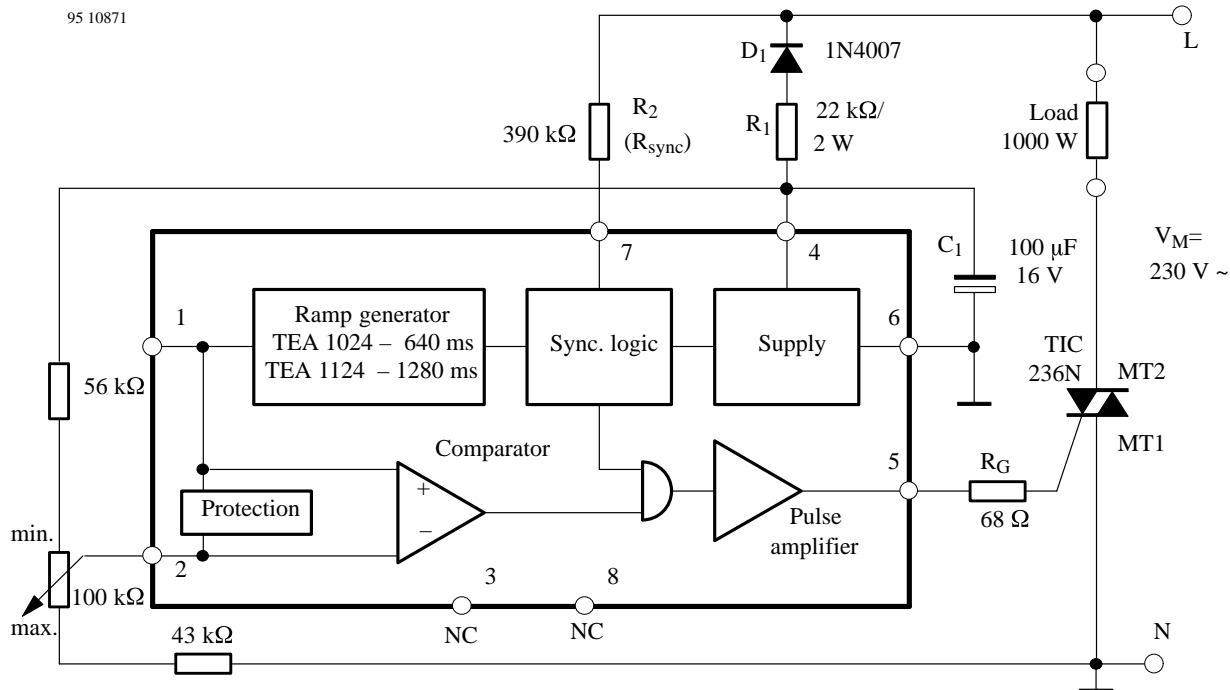 95 10871
L
D1
1N4007
R2
(Rsync)
390 kΩ
R1
22 kΩ/
2 W
Load
1000 W
7
4
C1
100 μF
16 V
VM=
230 V ~
1
Ramp generator
TEA 1024 – 640 ms
TEA 1124 – 1280 ms
Sync. logic
Supply
6
TIC
236N
MT2
MT1
56 kΩ
Comparator
+
–
Protection
5
RG
68 Ω
Pulse
amplifier
min.
2
100 kΩ
max.
3
8
NC
NC
43 kΩ
N